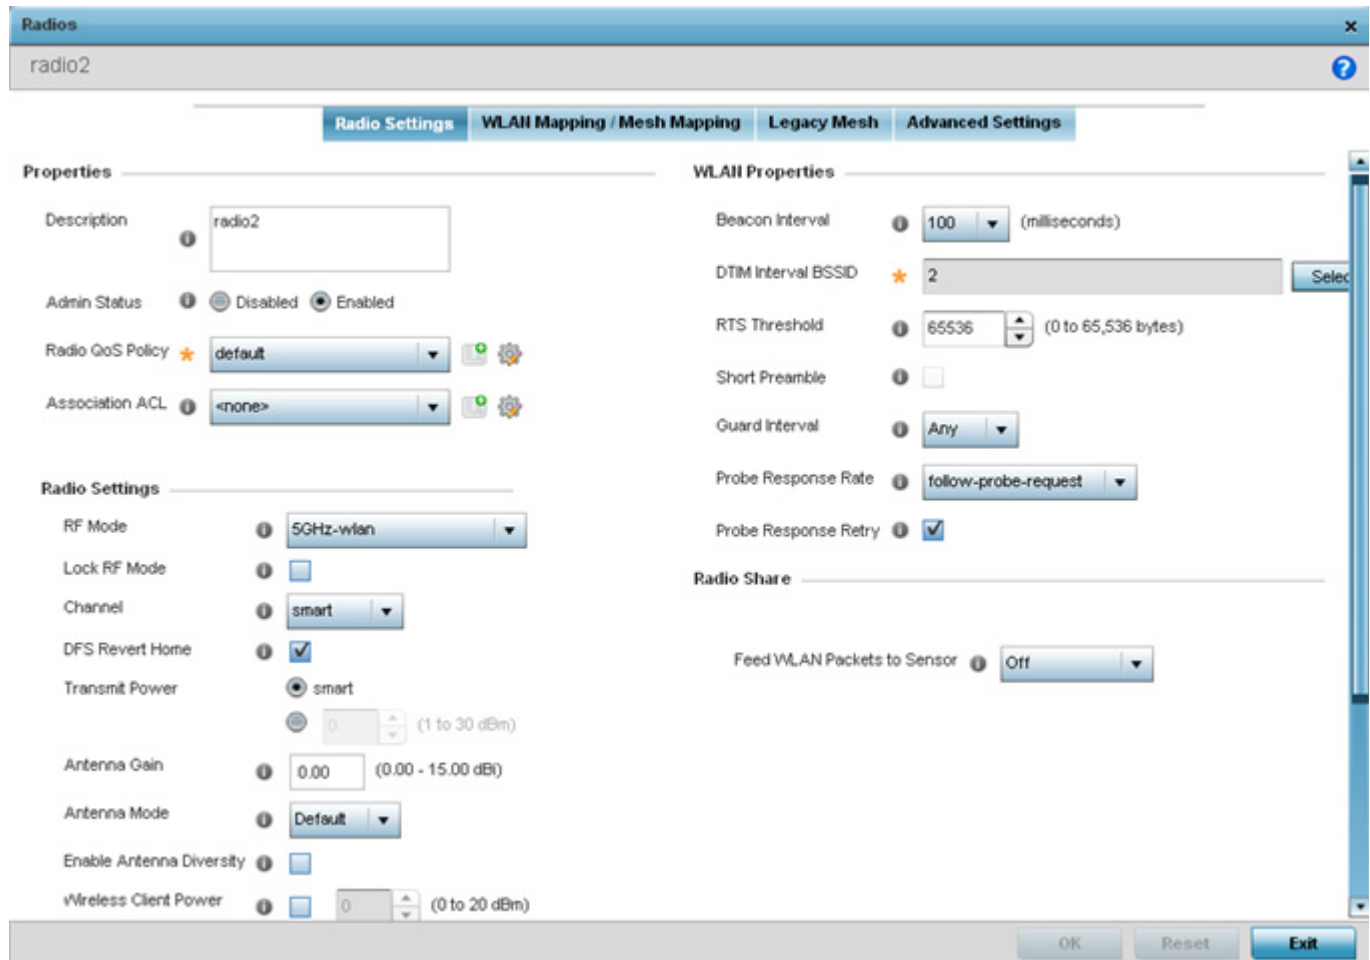 Radios
radio2
Radio Settings WLAN Mapping / Mesh Mapping Legacy Mesh Advanced Settings
Properties
Description radio2
Admin Status Disabled Enabled
Radio QoS Policy default
Association ACL <none>
Radio Settings
RF Mode 5GHz-wlan
Lock RF Mode
Channel smart
DFS Revert Home
Transmit Power smart
0 (1 to 30 dBm)
Antenna Gain 0.00 (0.00 - 15.00 dBi)
Antenna Mode Default
Enable Antenna Diversity
Wireless Client Power 0 (0 to 20 dBm)
WLAN Properties
Beacon Interval 100 (milliseconds)
DTIM Interval BSSID 2 Selec
RTS Threshold 65536 (0 to 65,536 bytes)
Short Preamble
Guard Interval Any
Probe Response Rate follow-probe-request
Probe Response Retry
Radio Share
Feed WLAN Packets to Sensor Off
OK Reset Exit